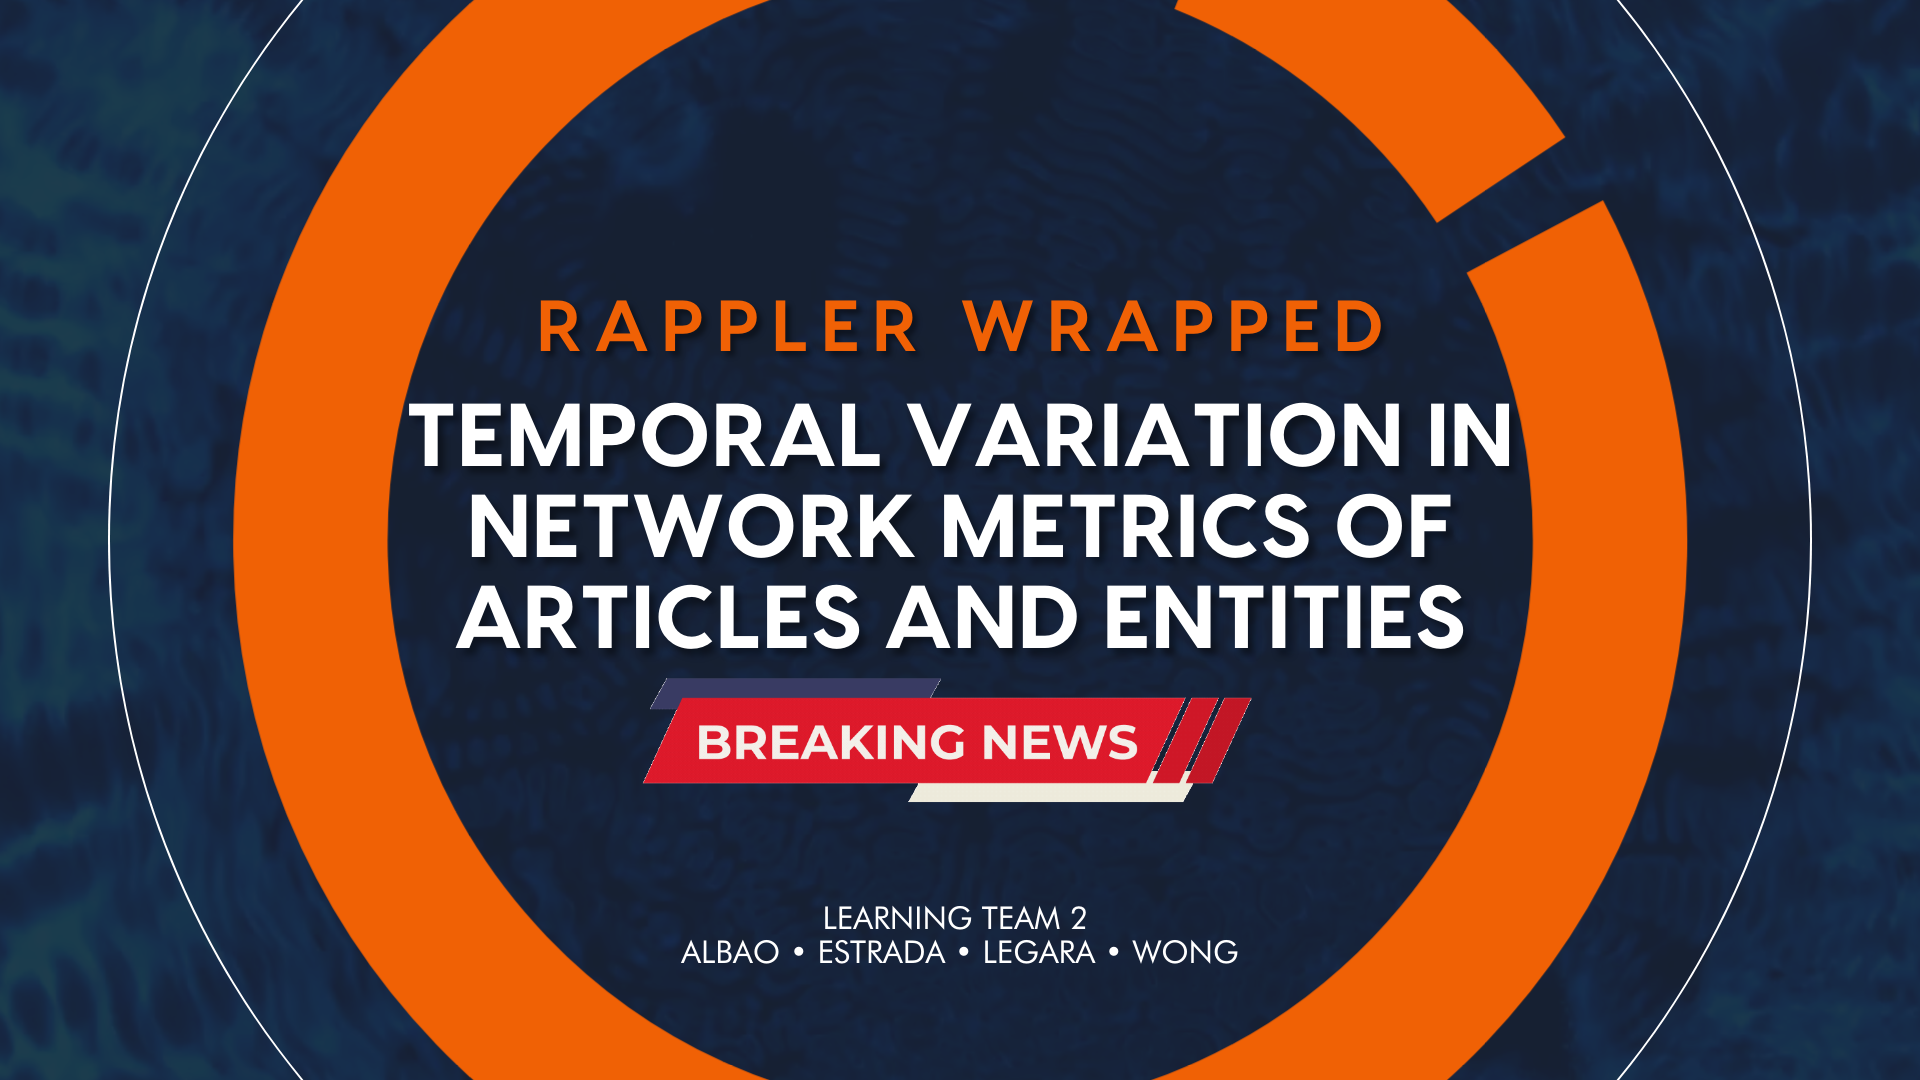 RAPPLER WRAPPED
TEMPORAL VARIATION IN
NETWORK METRICS OF
ARTICLES AND ENTITIES
BREAKING NEWS
LEARNING TEAM 2
ALBAO • ESTRADA • LEGARA • WONG